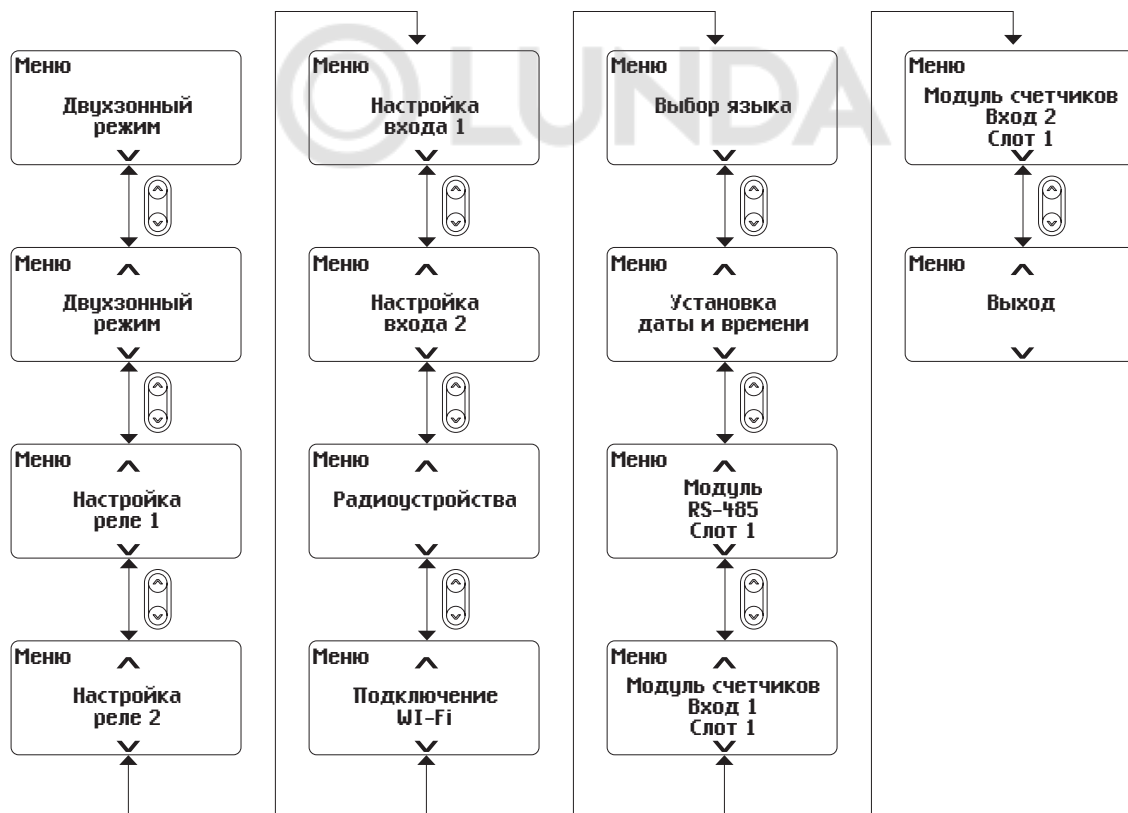 LUNDA
Меню
Двухзонный
режим
Меню
Двухзонный
режим
Меню
Настройка
реле 1
Меню
Настройка
реле 2
Меню
Настройка
входа 1
Меню
Настройка
входа 2
Меню
Радиоустройства
Меню
Подключение
WI-Fi
Меню
Выбор языка
Меню
Установка
даты и времени
Меню
Модуль
RS-485
Слот 1
Меню
Модуль счетчиков
Вход 1
Слот 1
Меню
Модуль счетчиков
Вход 2
Слот 1
Меню
Выход